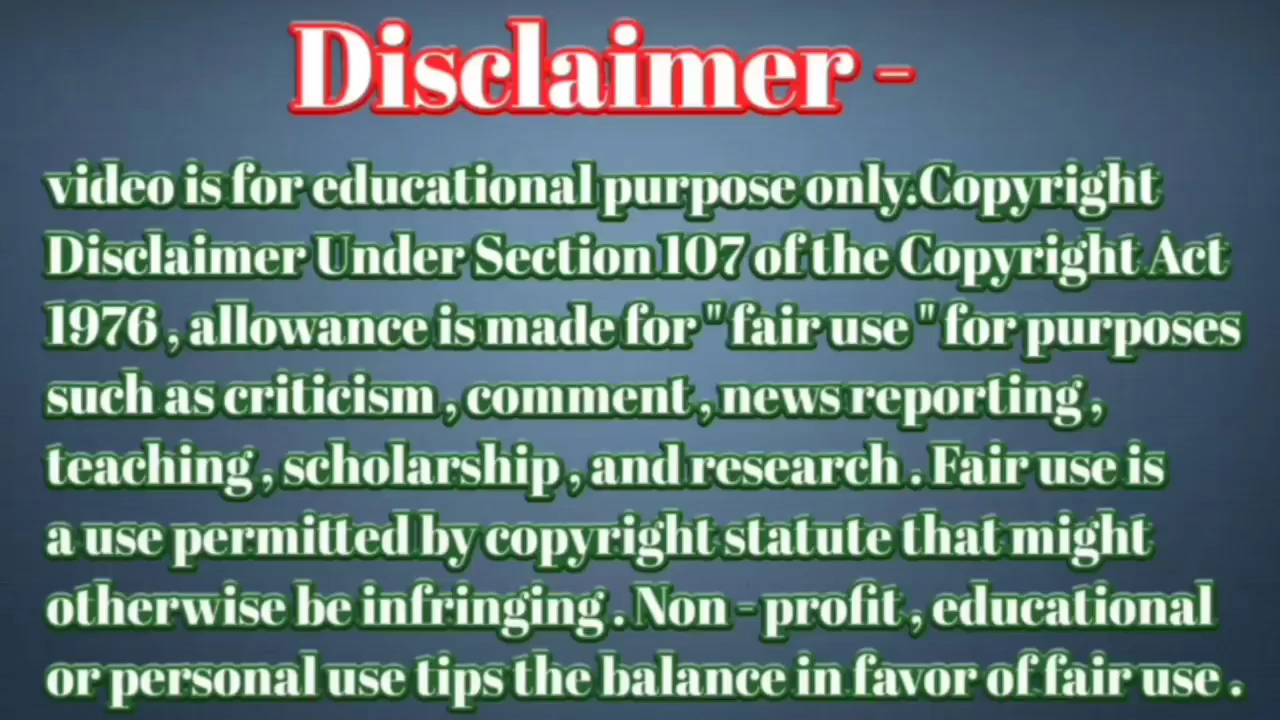 Disclaimer -
video is for educational purpose only.Copyright
Disclaimer Under Section 107 of the Copyright Act
1976 , allowance is made for " fair use " for purposes
such as criticism , comment , news reporting ,
teaching , scholarship , and research . Fair use is
a use permitted by copyright statute that might
otherwise be infringing . Non - profit , educational
or personal use tips the balance in favor of fair use .